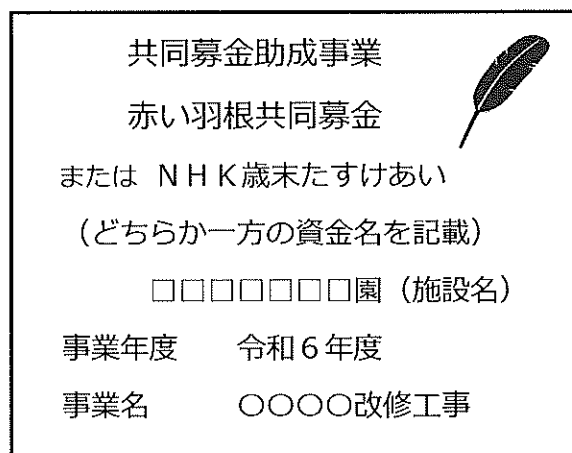 共同募金助成事業
赤い羽根共同募金
または NHK歳末たすけあい
（どちらか一方の資金名を記載）
□□□□□□□園（施設名）
事業年度 令和６年度
事業名 〇〇〇〇改修工事